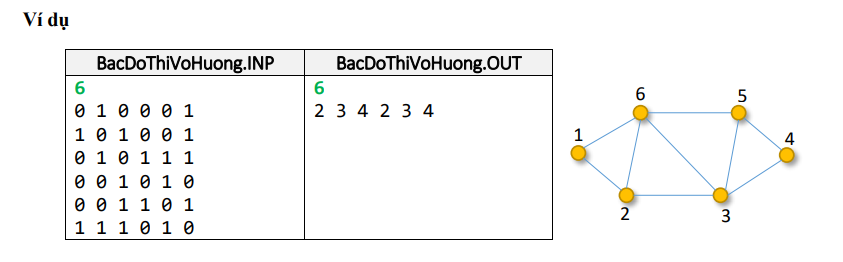 Ví dụ
BacDoThiVoHuong.INP BacDoThiVoHuong.OUT
6 6
0 1 0 0 0 1 2 3 4 2 3 4
1 0 1 0 0 1
0 1 0 1 1 1
0 0 1 0 1 0
0 0 1 1 0 1
1 1 1 0 1 0
6 5
1 4
2 3